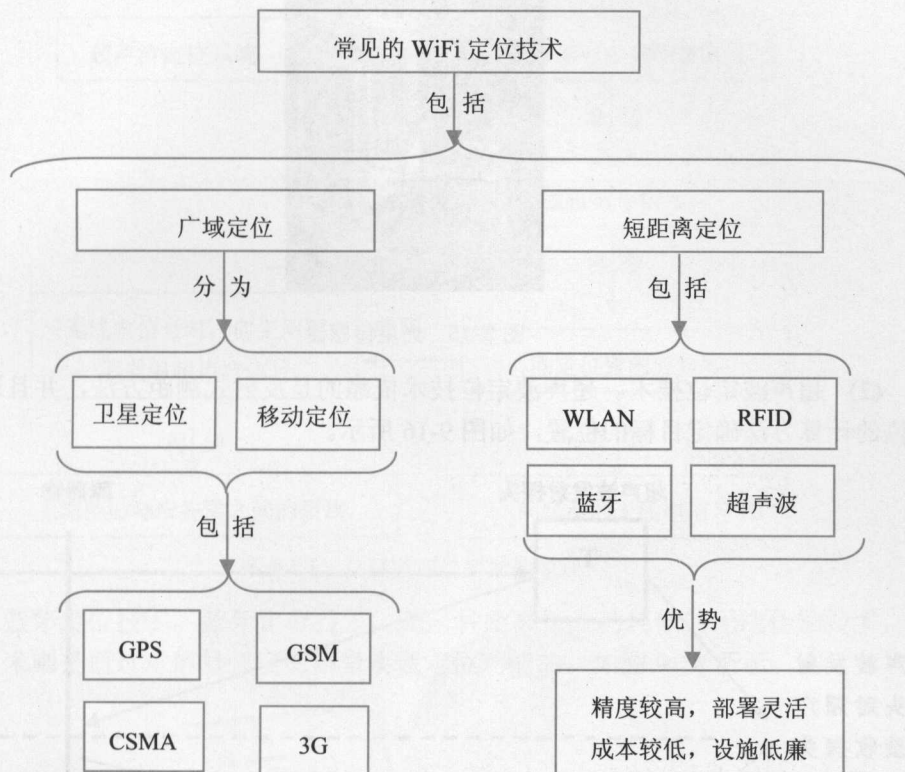 常见的 WiFi 定位技术
包 括
广域定位
短距离定位
分 为
包 括
卫星定位
移动定位
WLAN
RFID
蓝牙
超声波
包 括
优 势
GPS
GSM
CSMA
3G
精度较高，部署灵活
成本较低，设施低廉